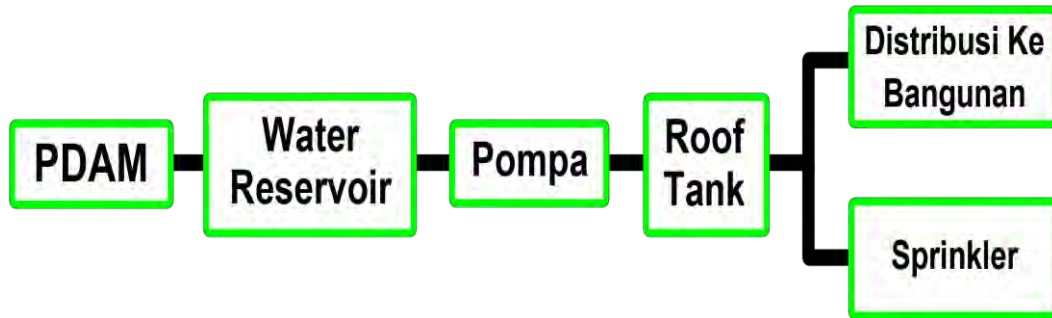 PDAM
Water
Reservoir
Pompa
Roof
Tank
Distribusi Ke
Bangunan
Sprinkler